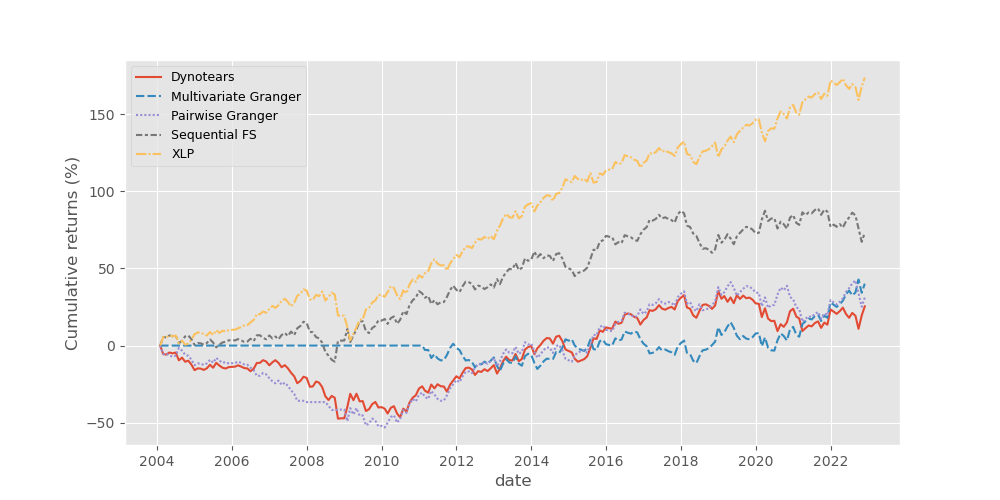 Dynotears
Multivariate Granger
Pairwise Granger
Sequential FS
XLP
Cumulative returns (%)
150
100
50
0
−50
2004 2006 2008 2010 2012 2014 2016 2018 2020 2022
date